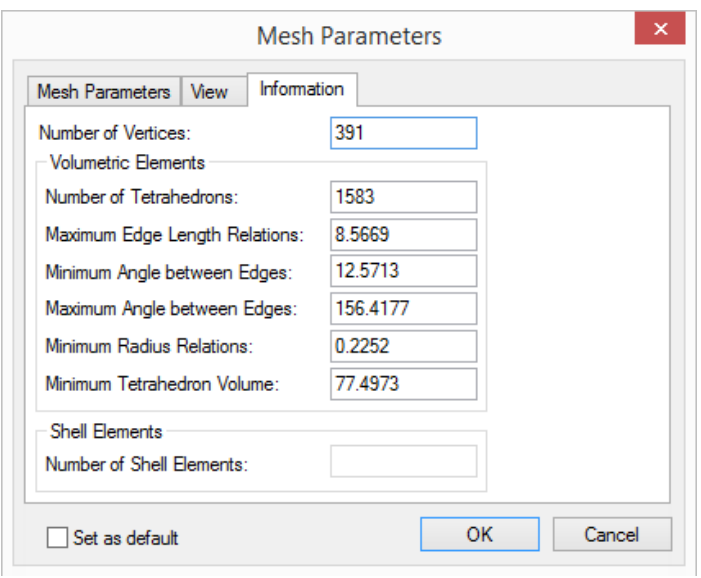 Mesh Parameters
Mesh Parameters View Information
Number of Vertices: 391
Volumetric Elements
Number of Tetrahedrons: 1583
Maximum Edge Length Relations: 8.5669
Minimum Angle between Edges: 12.5713
Maximum Angle between Edges: 156.4177
Minimum Radius Relations: 0.2252
Minimum Tetrahedron Volume: 77.4973
Shell Elements
Number of Shell Elements:
Set as default OK Cancel